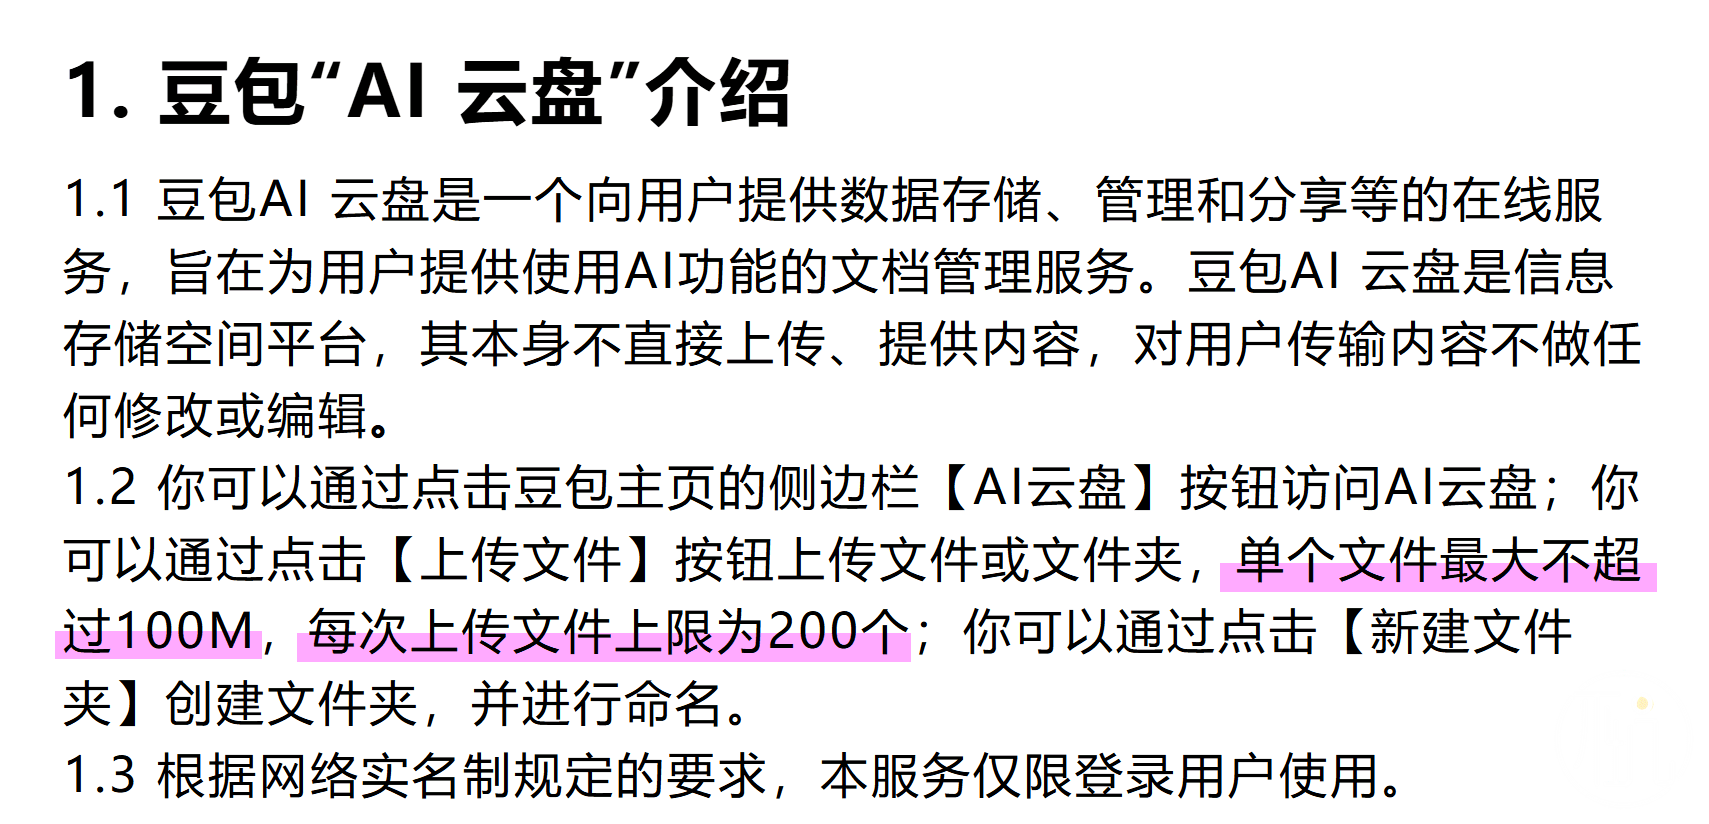 1. 豆包“AI 云盘”介绍
1.1 豆包AI 云盘是一个向用户提供数据存储、管理和分享等的在线服
务，旨在为用户提供使用AI功能的文档管理服务。豆包AI 云盘是信息
存储空间平台，其本身不直接上传、提供内容，对用户传输内容不做任
何修改或编辑。
1.2 你可以通过点击豆包主页的侧边栏【AI云盘】按钮访问AI云盘；你
可以通过点击【上传文件】按钮上传文件或文件夹，单个文件最大不超
过100M，每次上传文件上限为200个；你可以通过点击【新建文件
夹】创建文件夹，并进行命名。
1.3 根据网络实名制规定的要求，本服务仅限登录用户使用。